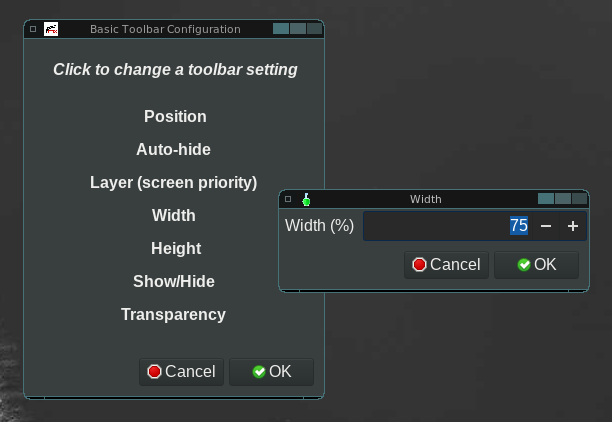 Basic Toolbar Configuration
Click to change a toolbar setting
Position
Auto-hide
Layer (screen priority)
Width
Height
Show/Hide
Transparency
Cancel OK
Width
Width (%) 75 − +
Cancel OK